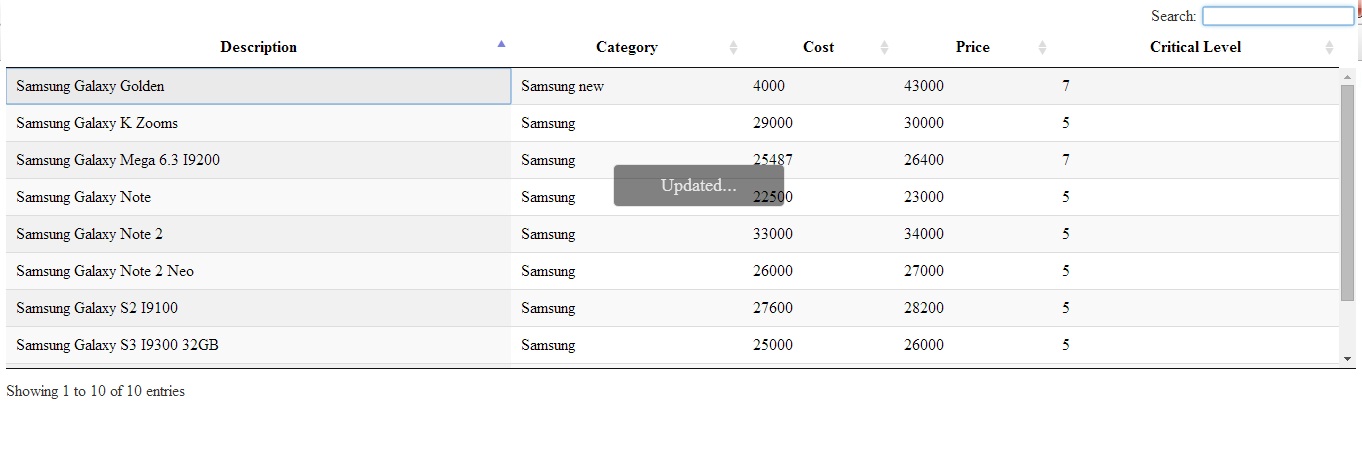 Search:
Description Category Cost Price Critical Level
Samsung Galaxy Golden Samsung new 4000 43000 7
Samsung Galaxy K Zooms Samsung 29000 30000 5
Samsung Galaxy Mega 6.3 I9200 Samsung 25487 26400 7
Updated...
Samsung Galaxy Note Samsung 22500 23000 5
Samsung Galaxy Note 2 Samsung 33000 34000 5
Samsung Galaxy Note 2 Neo Samsung 26000 27000 5
Samsung Galaxy S2 I9100 Samsung 27600 28200 5
Samsung Galaxy S3 I9300 32GB Samsung 25000 26000 5
Showing 1 to 10 of 10 entries